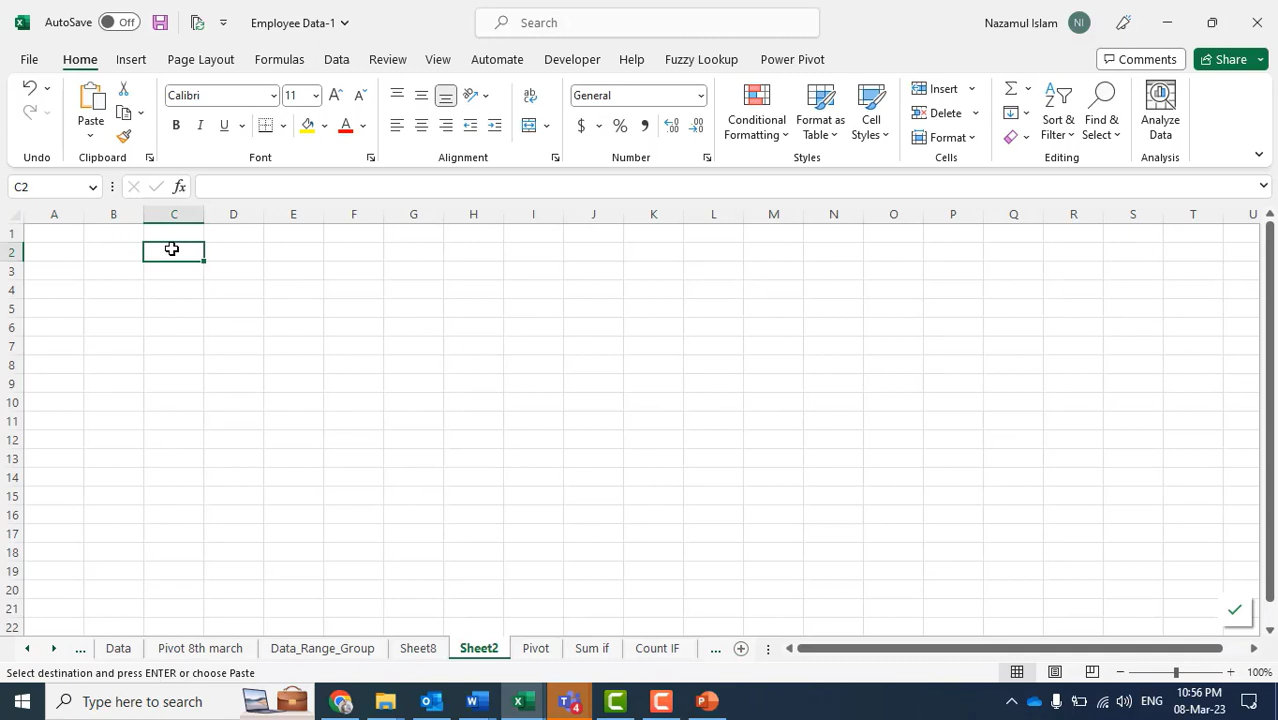 AutoSave Off Employee Data-1 Search Nazamul Islam NI
File Home Insert Page Layout Formulas Data Review View Automate Developer Help Fuzzy Lookup Power Pivot Comments Share
Calibri 11 General Insert
Paste Conditional Formatting Format as Table Cell Styles Delete Sort & Filter Find & Select Analyze Data
B I U $ % , Format
Undo Clipboard Font Alignment Number Styles Cells Editing Analysis
C2 fx
A B C D E F G H I J K L M N O P Q R S T U
1
2
3
4
5
6
7
8
9
10
11
12
13
14
15
16
17
18
19
20
21
22
... Data Pivot 8th march Data_Range_Group Sheet8 Sheet2 Pivot Sum if Count IF ...
Select destination and press ENTER or choose Paste 100%
Type here to search 4 ENG 10:56 PM
08-Mar-23